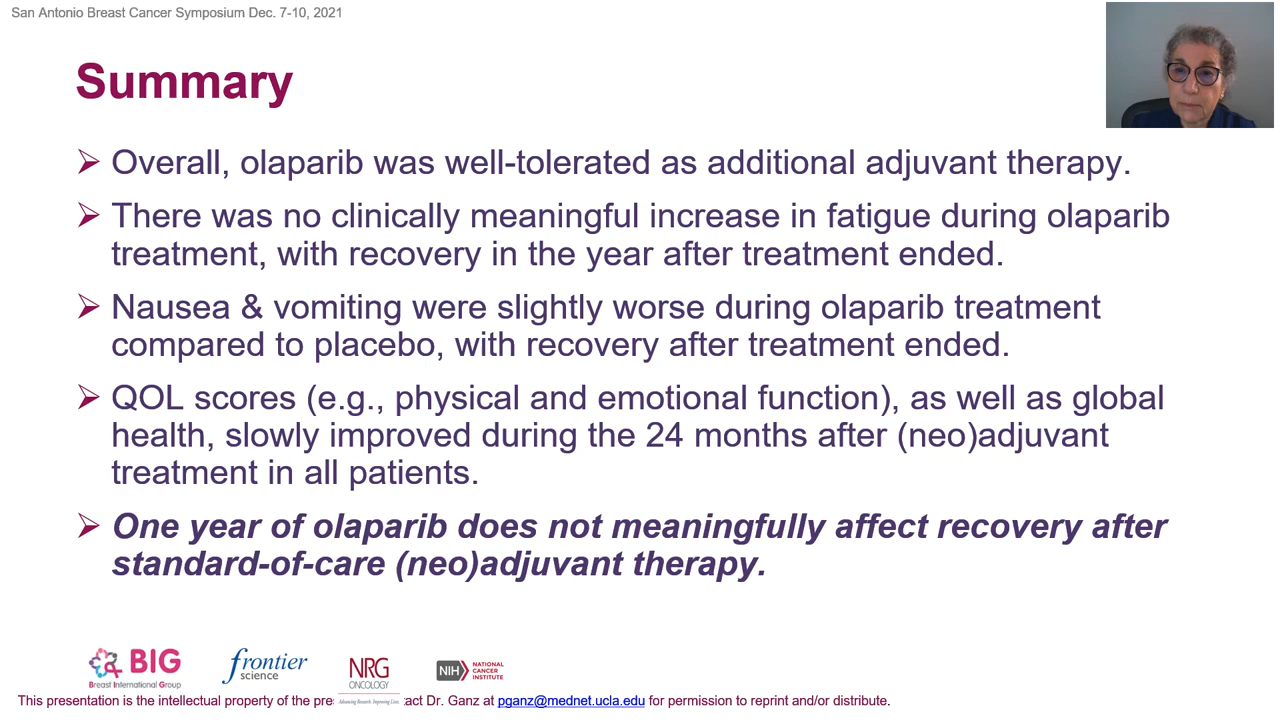 San Antonio Breast Cancer Symposium Dec. 7-10, 2021
Summary
Overall, olaparib was well-tolerated as additional adjuvant therapy.
There was no clinically meaningful increase in fatigue during olaparib
treatment, with recovery in the year after treatment ended.
Nausea & vomiting were slightly worse during olaparib treatment
compared to placebo, with recovery after treatment ended.
QOL scores (e.g., physical and emotional function), as well as global
health, slowly improved during the 24 months after (neo)adjuvant
treatment in all patients.
One year of olaparib does not meaningfully affect recovery after
standard-of-care (neo)adjuvant therapy.
BIG
Breast International Group
frontier
science
NRG
ONCOLOGY
Advancing Research. Improving Lives.
NIH
NATIONAL
CANCER
INSTITUTE
This presentation is the intellectual property of the pre tact Dr. Ganz at pganz@mednet.ucla.edu for permission to reprint and/or distribute.